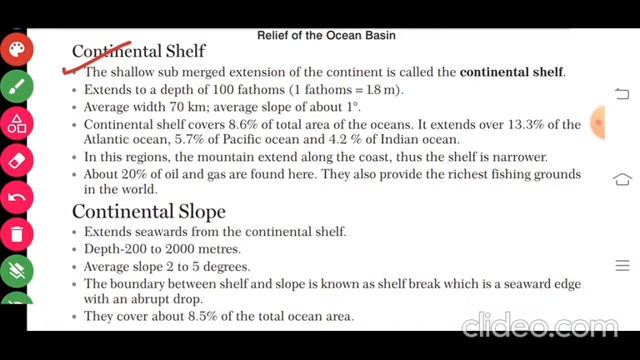 Relief of the Ocean Basin
Continental Shelf
• The shallow sub merged extension of the continent is called the continental shelf.
• Extends to a depth of 100 fathoms (1 fathoms = 1.8 m).
• Average width 70 km; average slope of about 1°.
• Continental shelf covers 8.6% of total area of the oceans. It extends over 13.3% of the
Atlantic ocean, 5.7% of Pacific ocean and 4.2 % of Indian ocean.
• In this regions, the mountain extend along the coast, thus the shelf is narrower.
• About 20% of oil and gas are found here. They also provide the richest fishing grounds
in the world.
Continental Slope
• Extends seawards from the continental shelf.
• Depth-200 to 2000 metres.
• Average slope 2 to 5 degrees.
• The boundary between shelf and slope is known as shelf break which is a seaward edge
with an abrupt drop.
• They cover about 8.5% of the total ocean area.
clideo.com